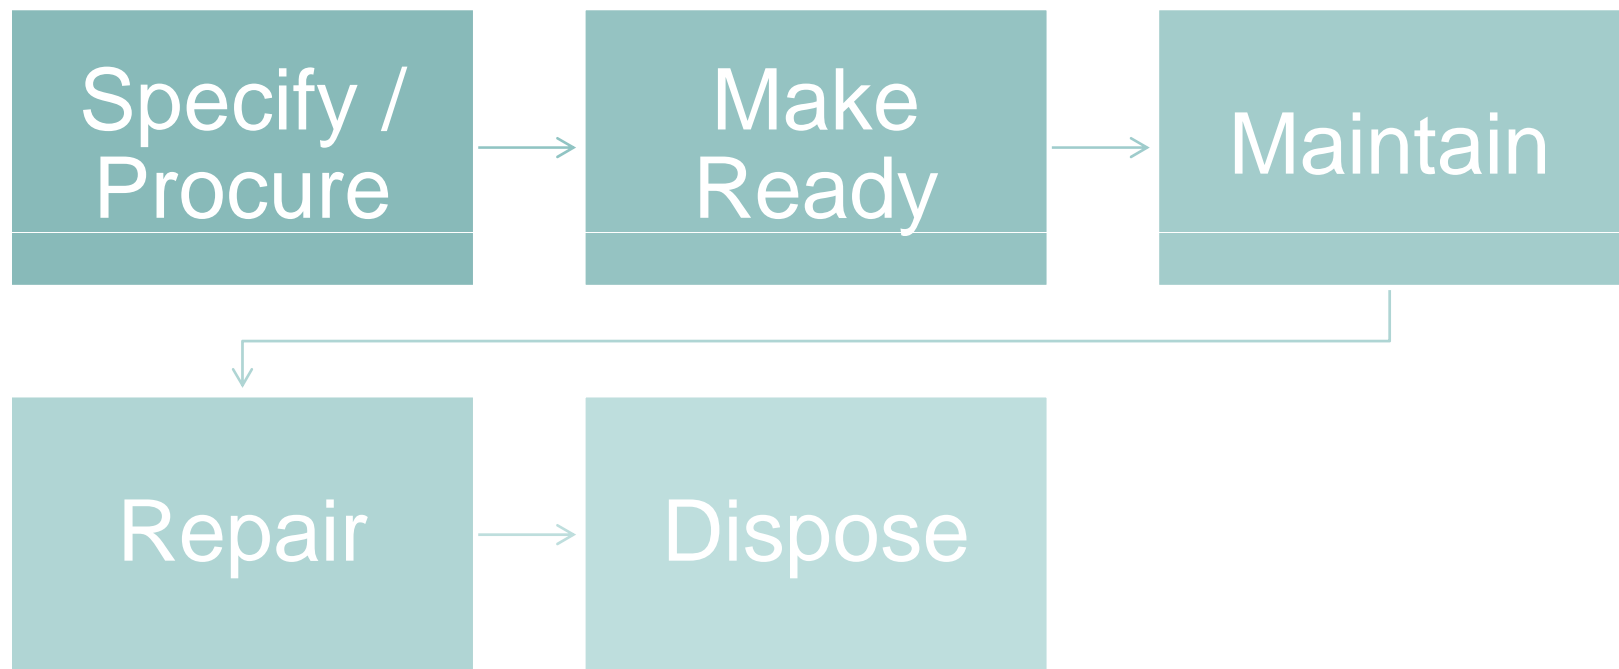 Specify /
Procure
Make
Ready
Maintain
Repair
Dispose